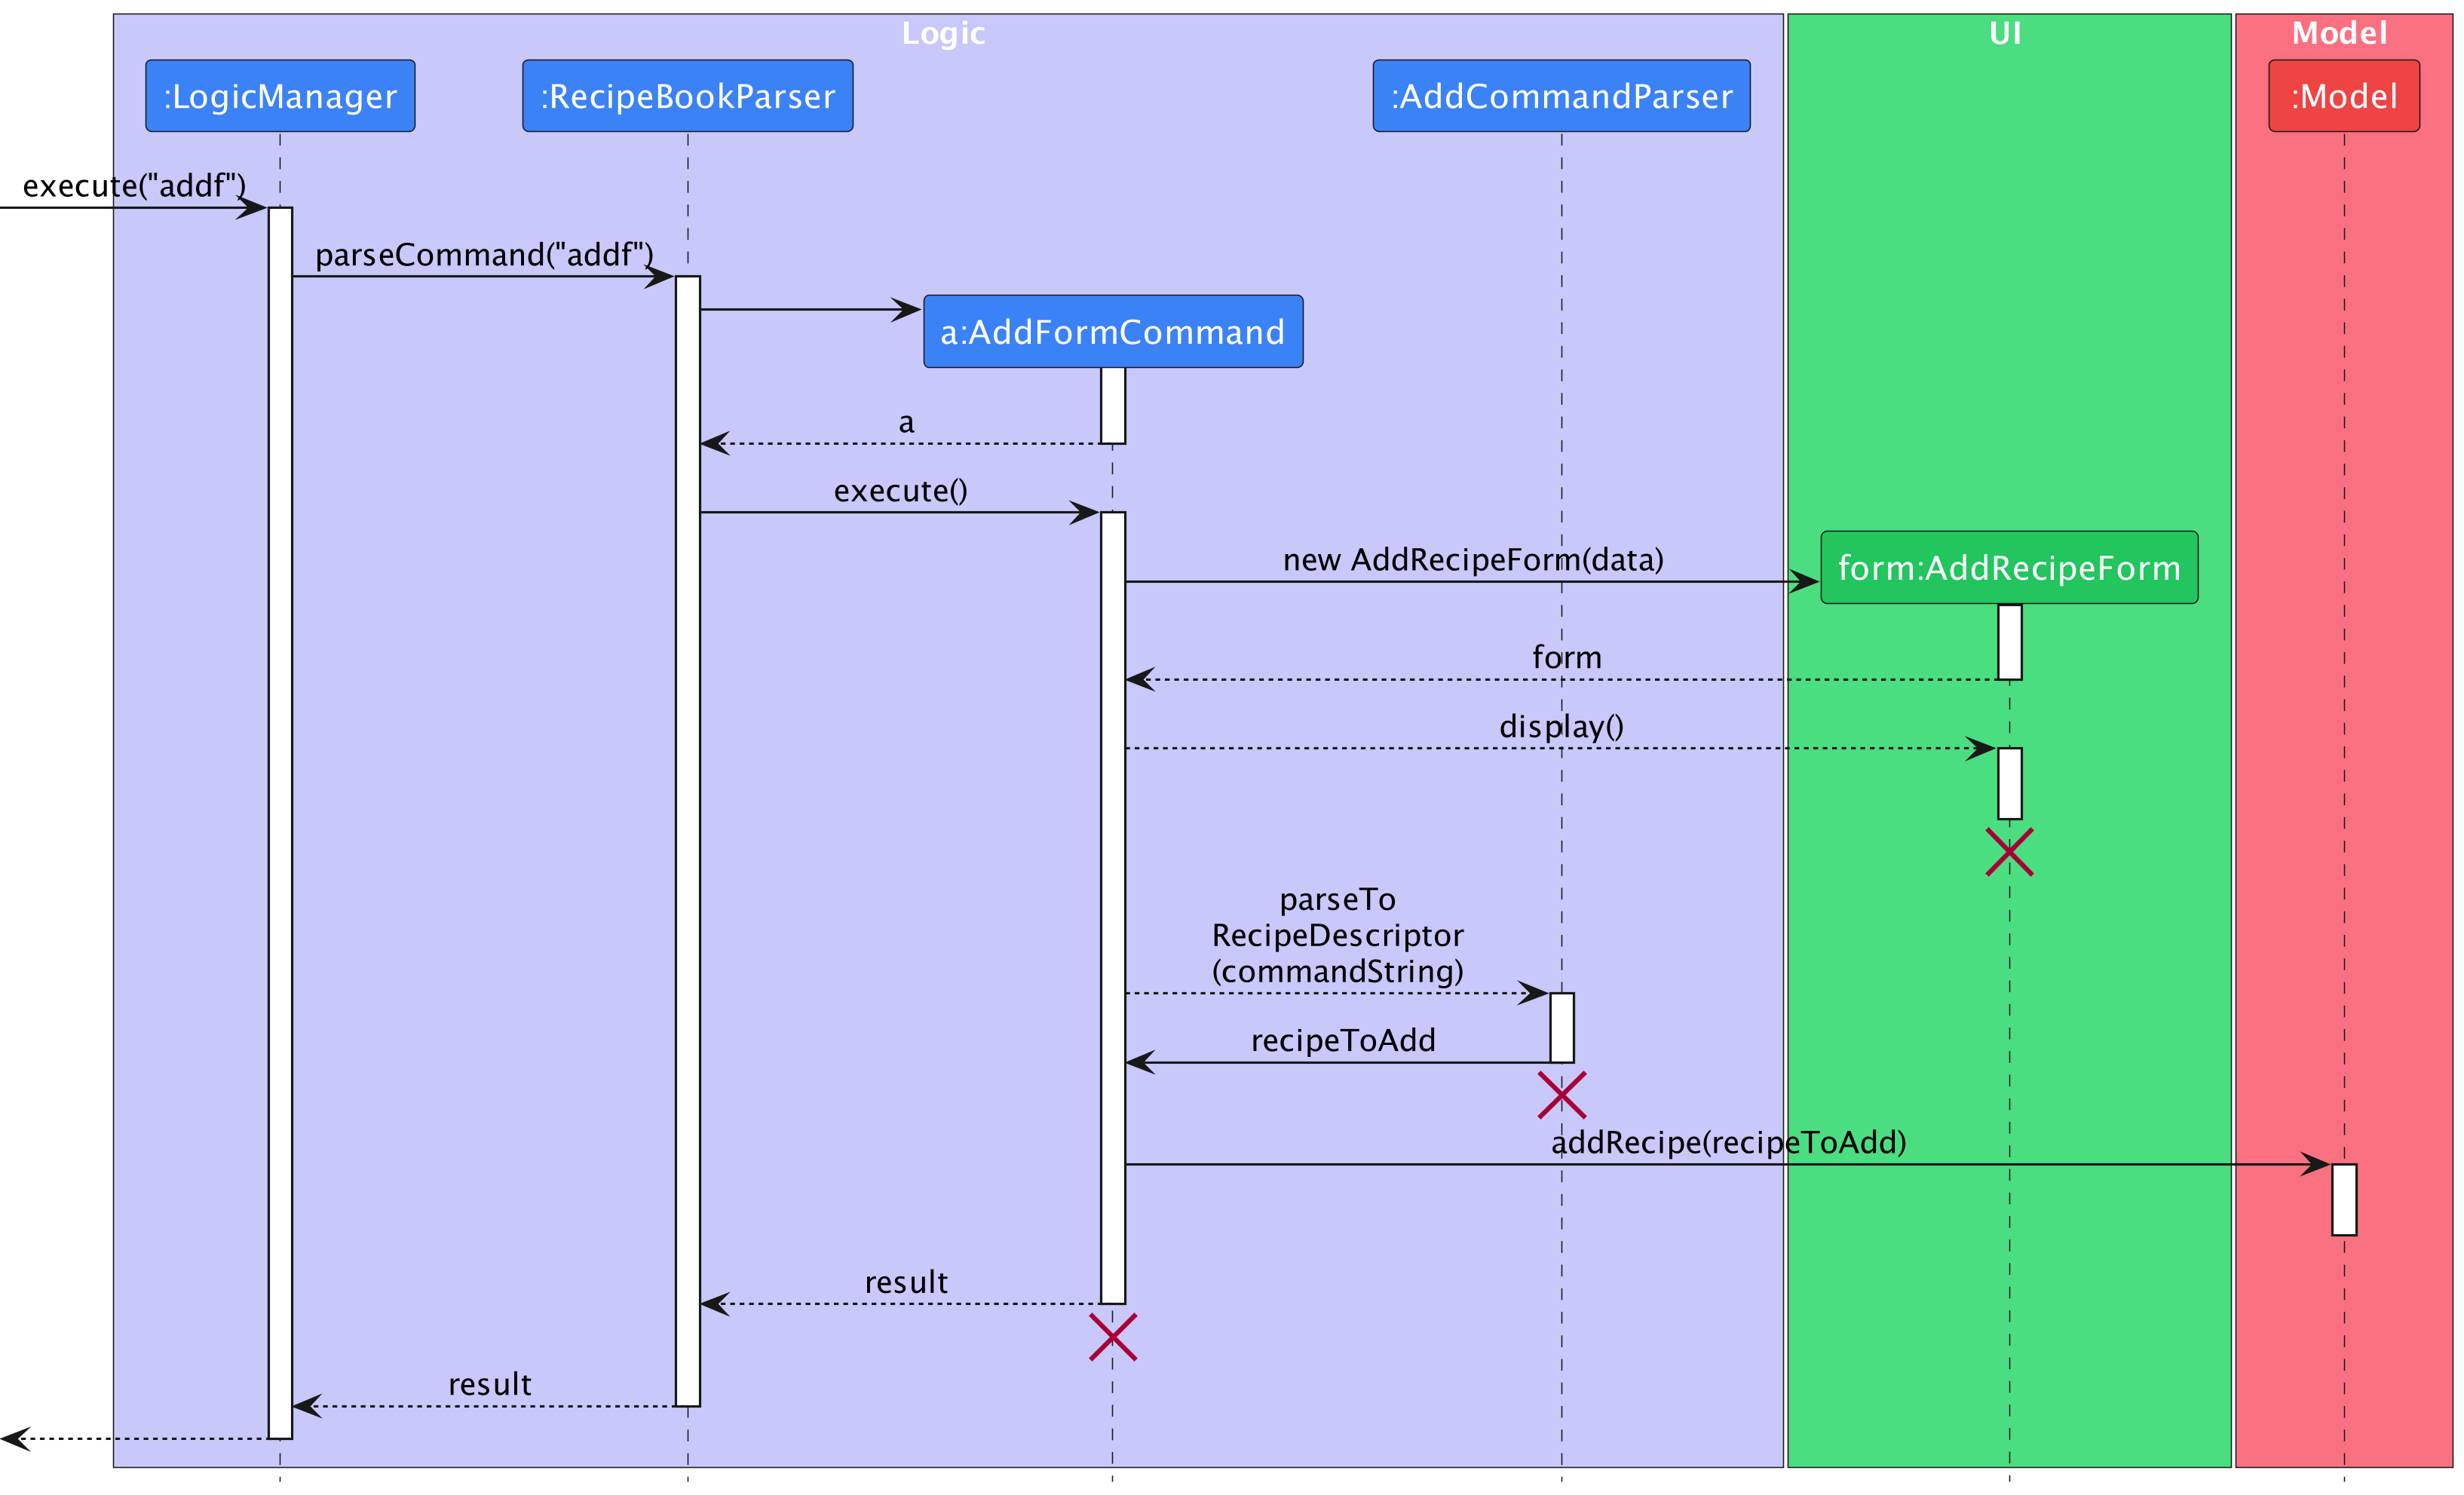 Logic
UI
Model
:LogicManager
:RecipeBookParser
:AddCommandParser
:Model
execute("addf")
parseCommand("addf")
a:AddFormCommand
a
execute()
new AddRecipeForm(data)
form:AddRecipeForm
form
display()
parseTo
RecipeDescriptor
(commandString)
recipeToAdd
addRecipe(recipeToAdd)
result
result